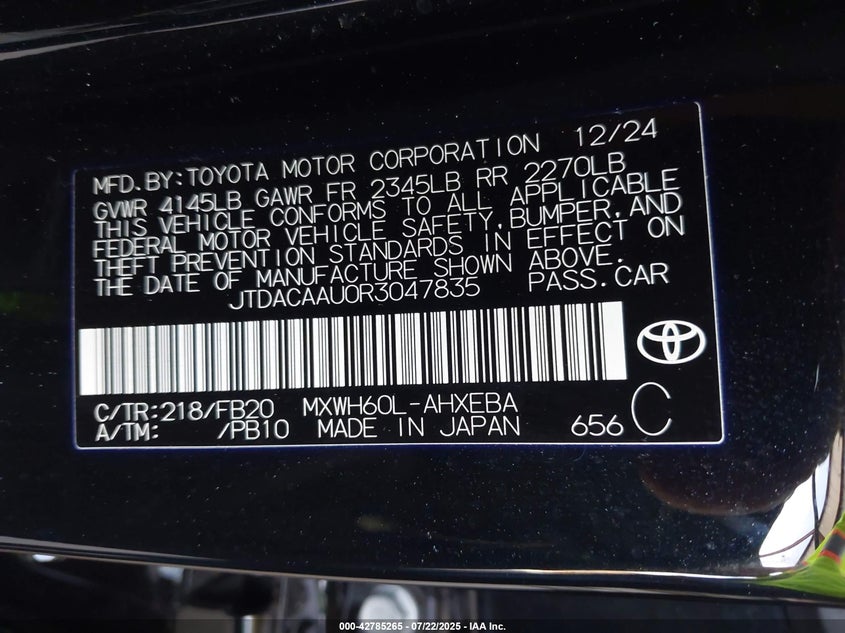 MFD.BY:TOYOTA MOTOR CORPORATION 12/24
GVWR 4145LB GAWR FR 2345LB RR 2270LB
THIS VEHICLE CONFORMS TO ALL APPLICABLE
FEDERAL MOTOR VEHICLE SAFETY,BUMPER,AND
THEFT PREVENTION STANDARDS IN EFFECT ON
THE DATE OF MANUFACTURE SHOWN ABOVE.
JTDACAAU0R3047835 PASS.CAR
C/TR:218/FB20 MXWH60L-AHXEBA
A/TM: /PB10 MADE IN JAPAN 656 C
000-42785265 - 07/22/2025 - IAA Inc.